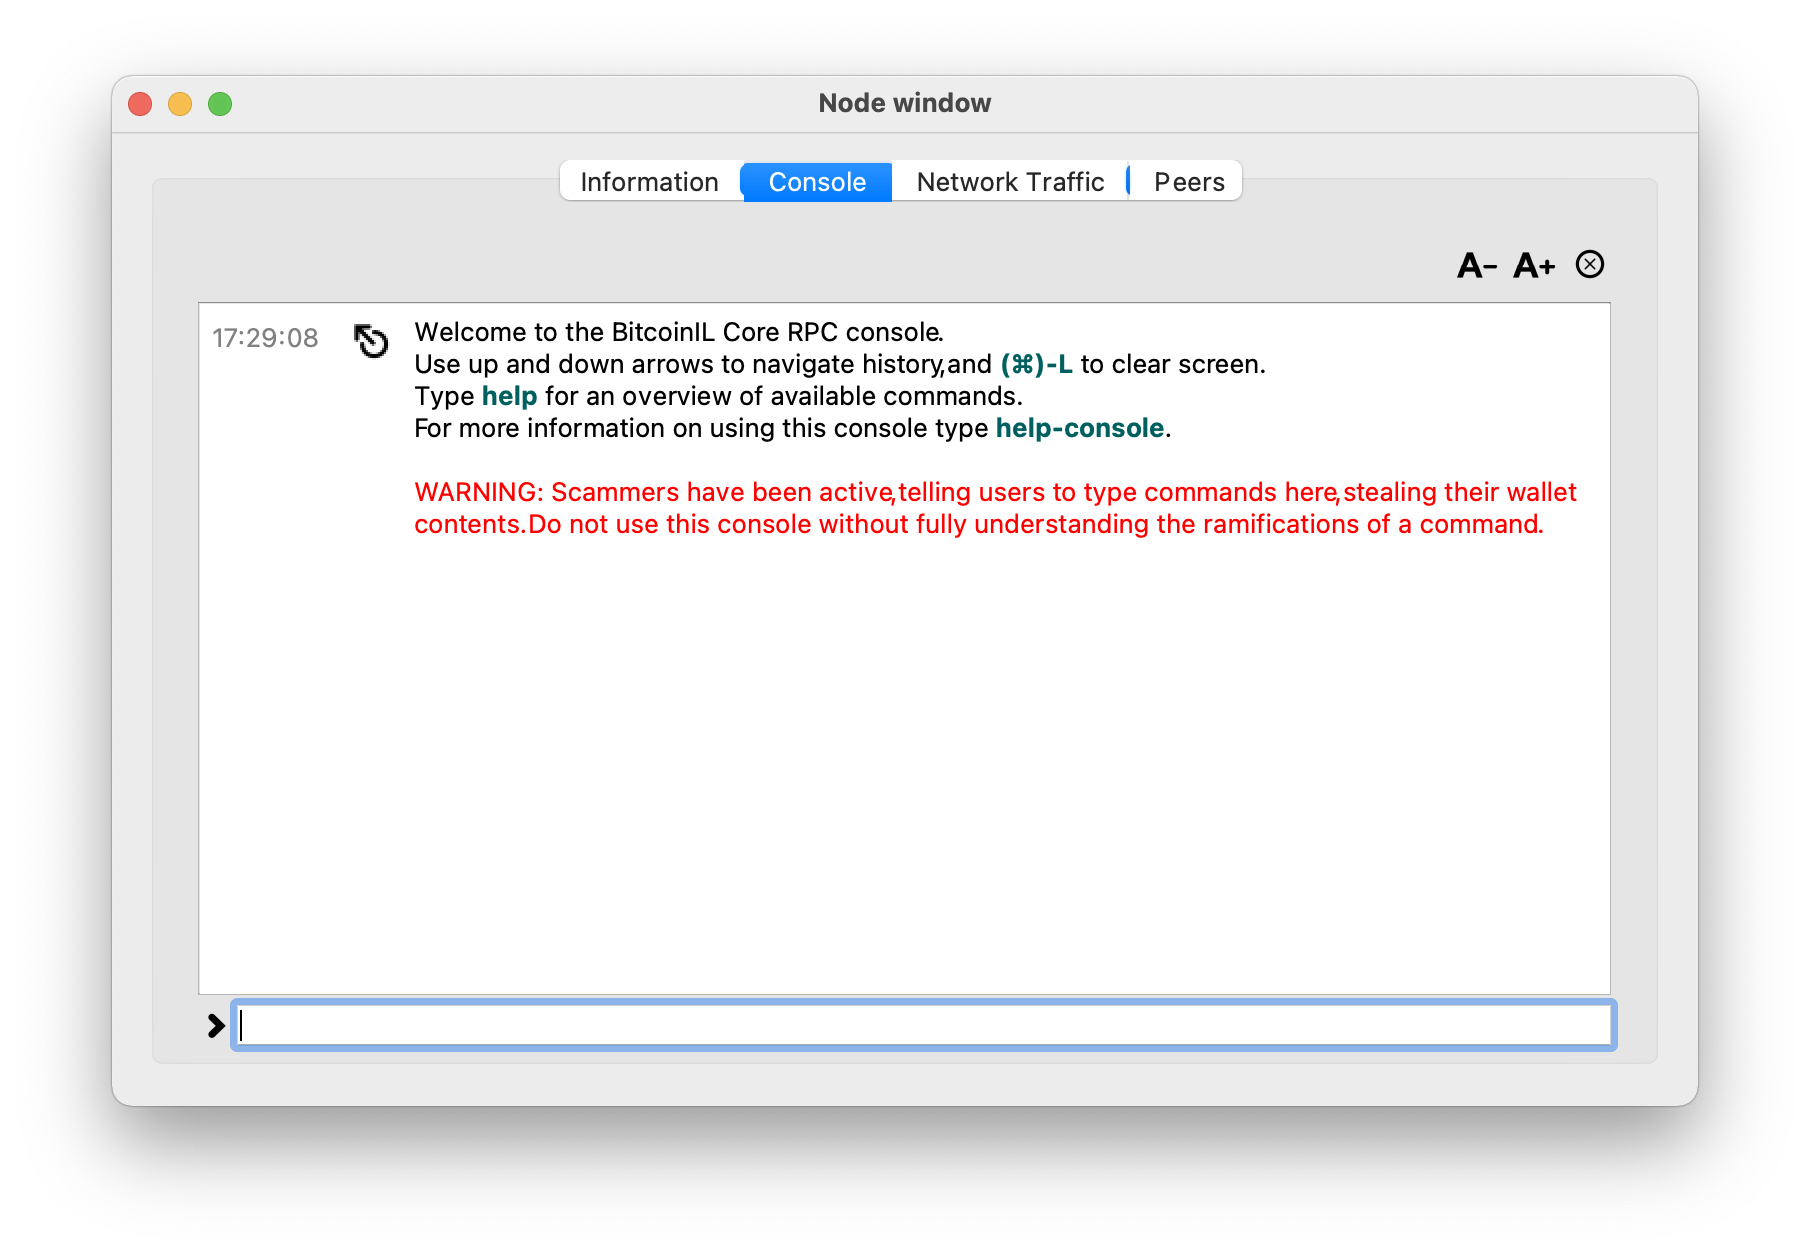 Node window
Information Console Network Traffic Peers
A- A+
17:29:08 Welcome to the BitcoinIL Core RPC console.
Use up and down arrows to navigate history,and (⌘)-L to clear screen.
Type help for an overview of available commands.
For more information on using this console type help-console.
WARNING: Scammers have been active,telling users to type commands here,stealing their wallet
contents.Do not use this console without fully understanding the ramifications of a command.